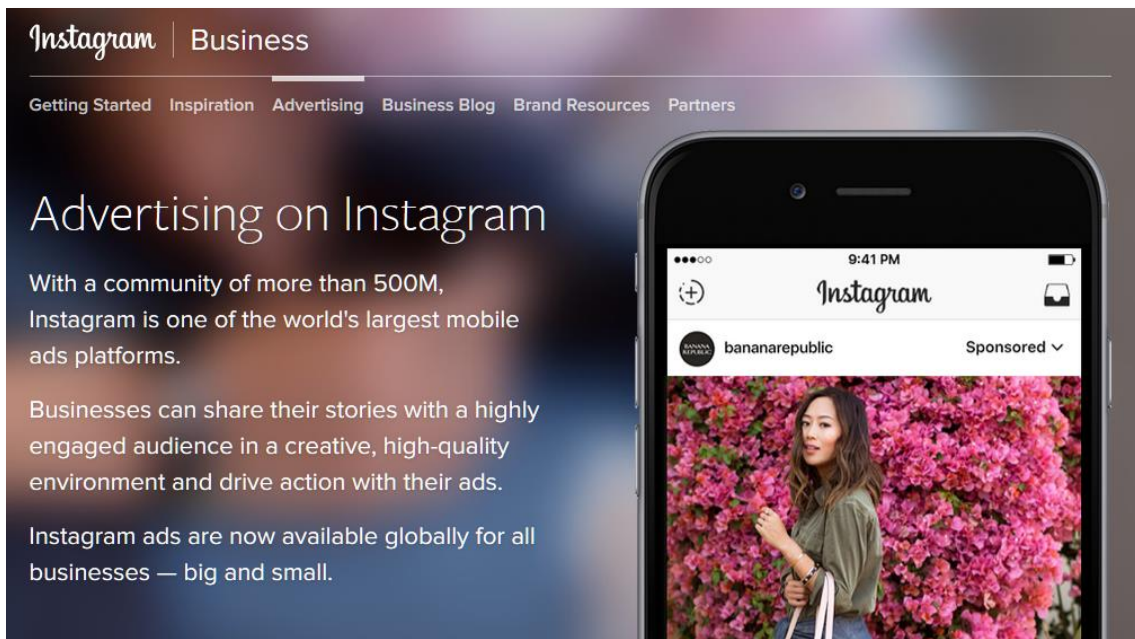 Instagram Business
Getting Started Inspiration Advertising Business Blog Brand Resources Partners
Advertising on Instagram
With a community of more than 500M,
Instagram is one of the world's largest mobile
ads platforms.
Businesses can share their stories with a highly
engaged audience in a creative, high-quality
environment and drive action with their ads.
Instagram ads are now available globally for all
businesses — big and small.
9:41 PM
Instagram
BANANA
REPUBLIC
bananarepublic Sponsored